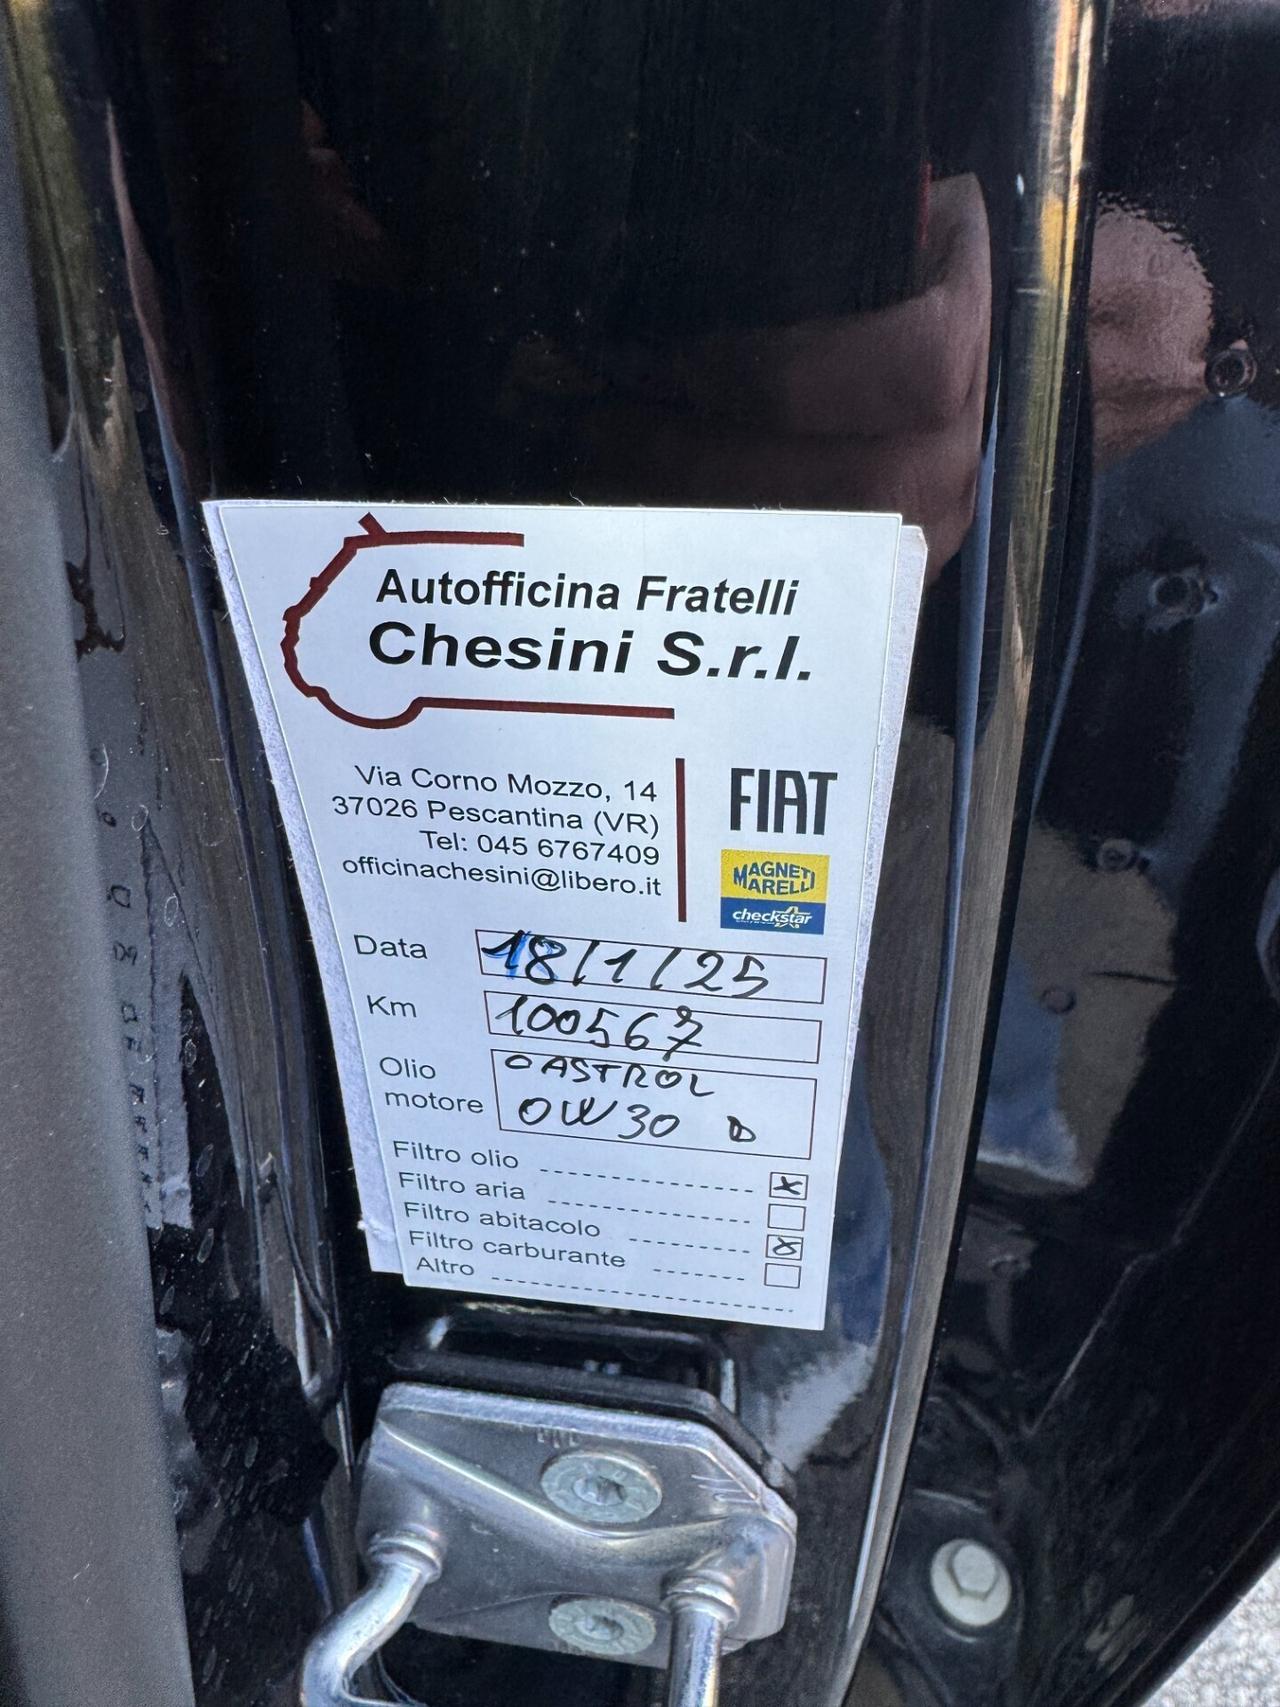 Autofficina Fratelli
Chesini S.r.l.
Via Corno Mozzo, 14
37026 Pescantina (VR)
Tel: 045 6767409
officinachesini@libero.it
FIAT
MAGNETI
MARELLI
checkstar
Data 18/1/25
Km 100567
Olio
motore
CASTROL
0W30 D
Filtro olio ---------------- x
Filtro aria ----------------
Filtro abitacolo ---------- x
Filtro carburante -------
Altro ------------------------